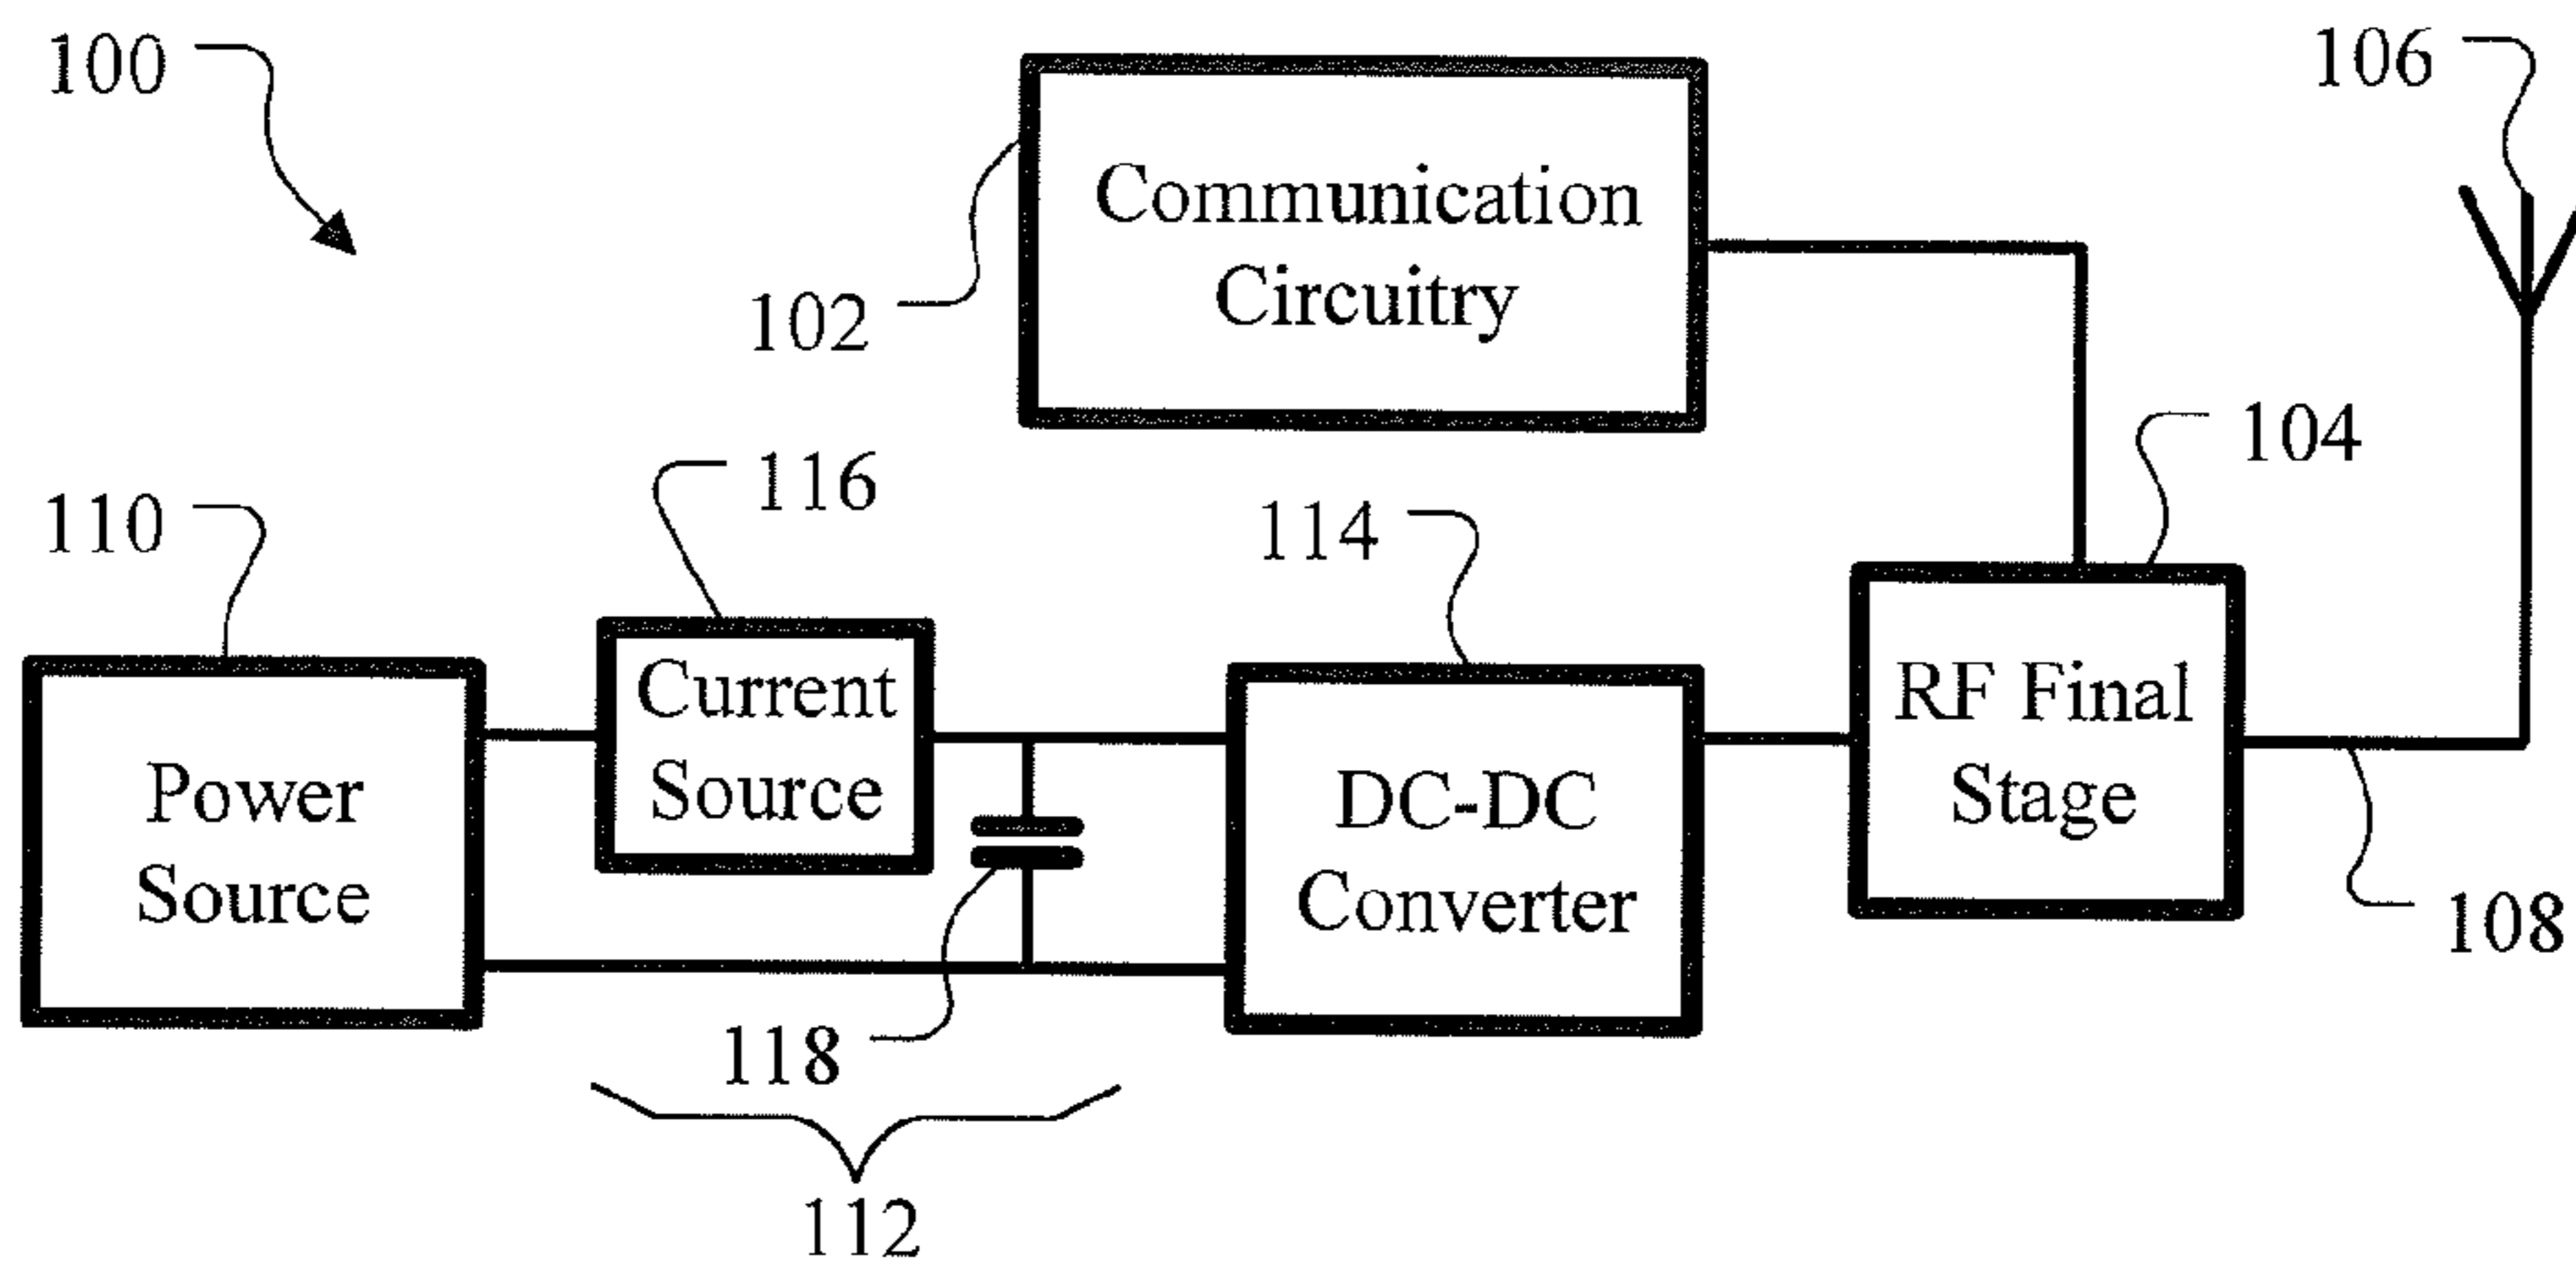 100
106
Communication
Circuitry
102
104
116
110
114
Current
Source
RF Final
Stage
Power
Source
DC-DC
Converter
108
118
112